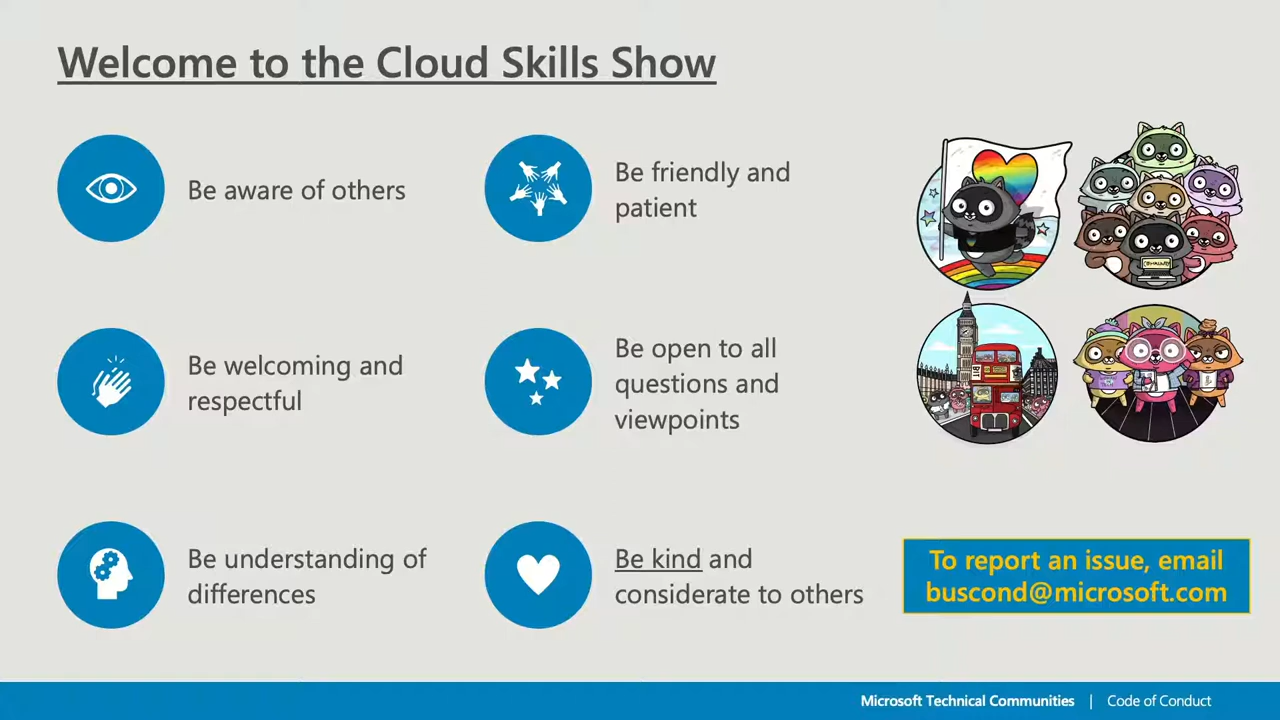 Welcome to the Cloud Skills Show
Be aware of others
Be friendly and
patient
Be welcoming and
respectful
Be open to all
questions and
viewpoints
Be understanding of
differences
Be kind and
considerate to others
To report an issue, email
buscond@microsoft.com
Microsoft Technical Communities | Code of Conduct